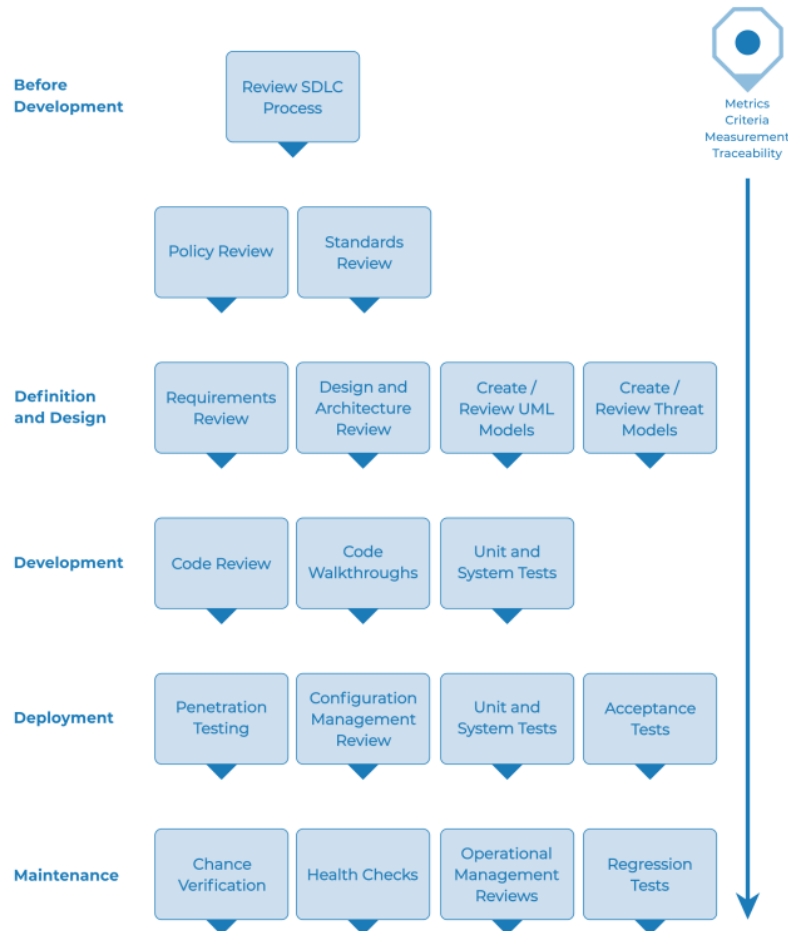 Before
Development
Review SDLC
Process
Metrics
Criteria
Measurement
Traceability
Policy Review
Standards
Review
Definition
and Design
Requirements
Review
Design and
Architecture
Review
Create /
Review UML
Models
Create /
Review Threat
Models
Development
Code Review
Code
Walkthroughs
Unit and
System Tests
Deployment
Penetration
Testing
Configuration
Management
Review
Unit and
System Tests
Acceptance
Tests
Maintenance
Chance
Verification
Health Checks
Operational
Management
Reviews
Regression
Tests